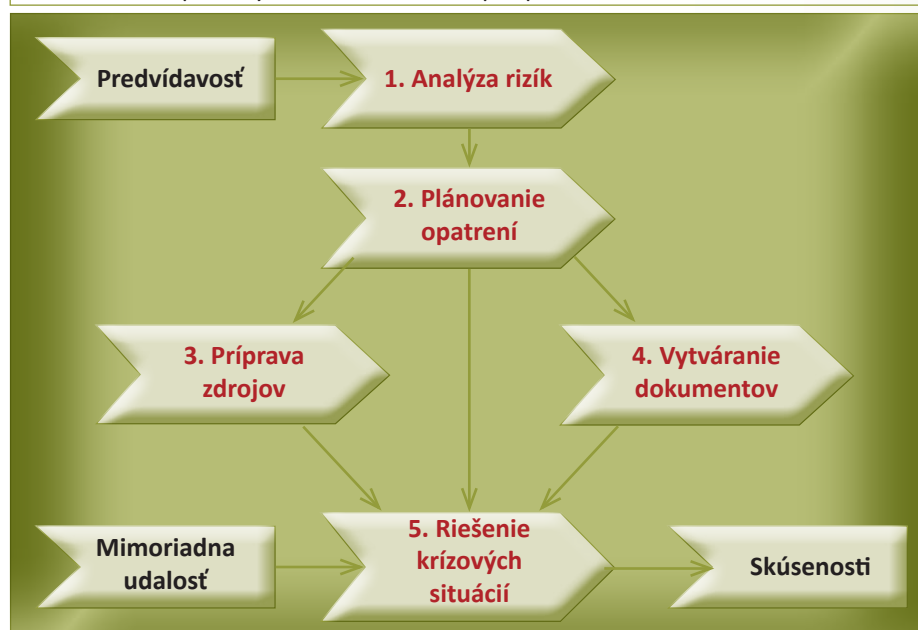 Predvídavosť
1. Analýza rizík
2. Plánovanie
opatrení
3. Príprava
zdrojov
4. Vytváranie
dokumentov
Mimoriadna
udalosť
5. Riešenie
krízových
situácií
Skúsenosti